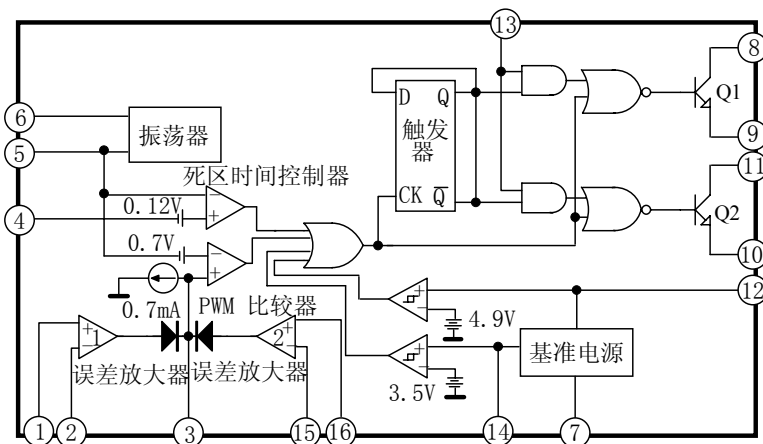 13
8
D Q
Q1
6
振荡器
触发器
5
9
死区时间控制器
11
CK Q̅
4
0.12V
Q2
0.7V
10
12
0.7mA
PWM 比较器
4.9V
1
2
基准电源
误差放大器
误差放大器
3.5V
1
2
3
15
16
14
7
+
−
+
−
+
−
+
−
+
−
+
−